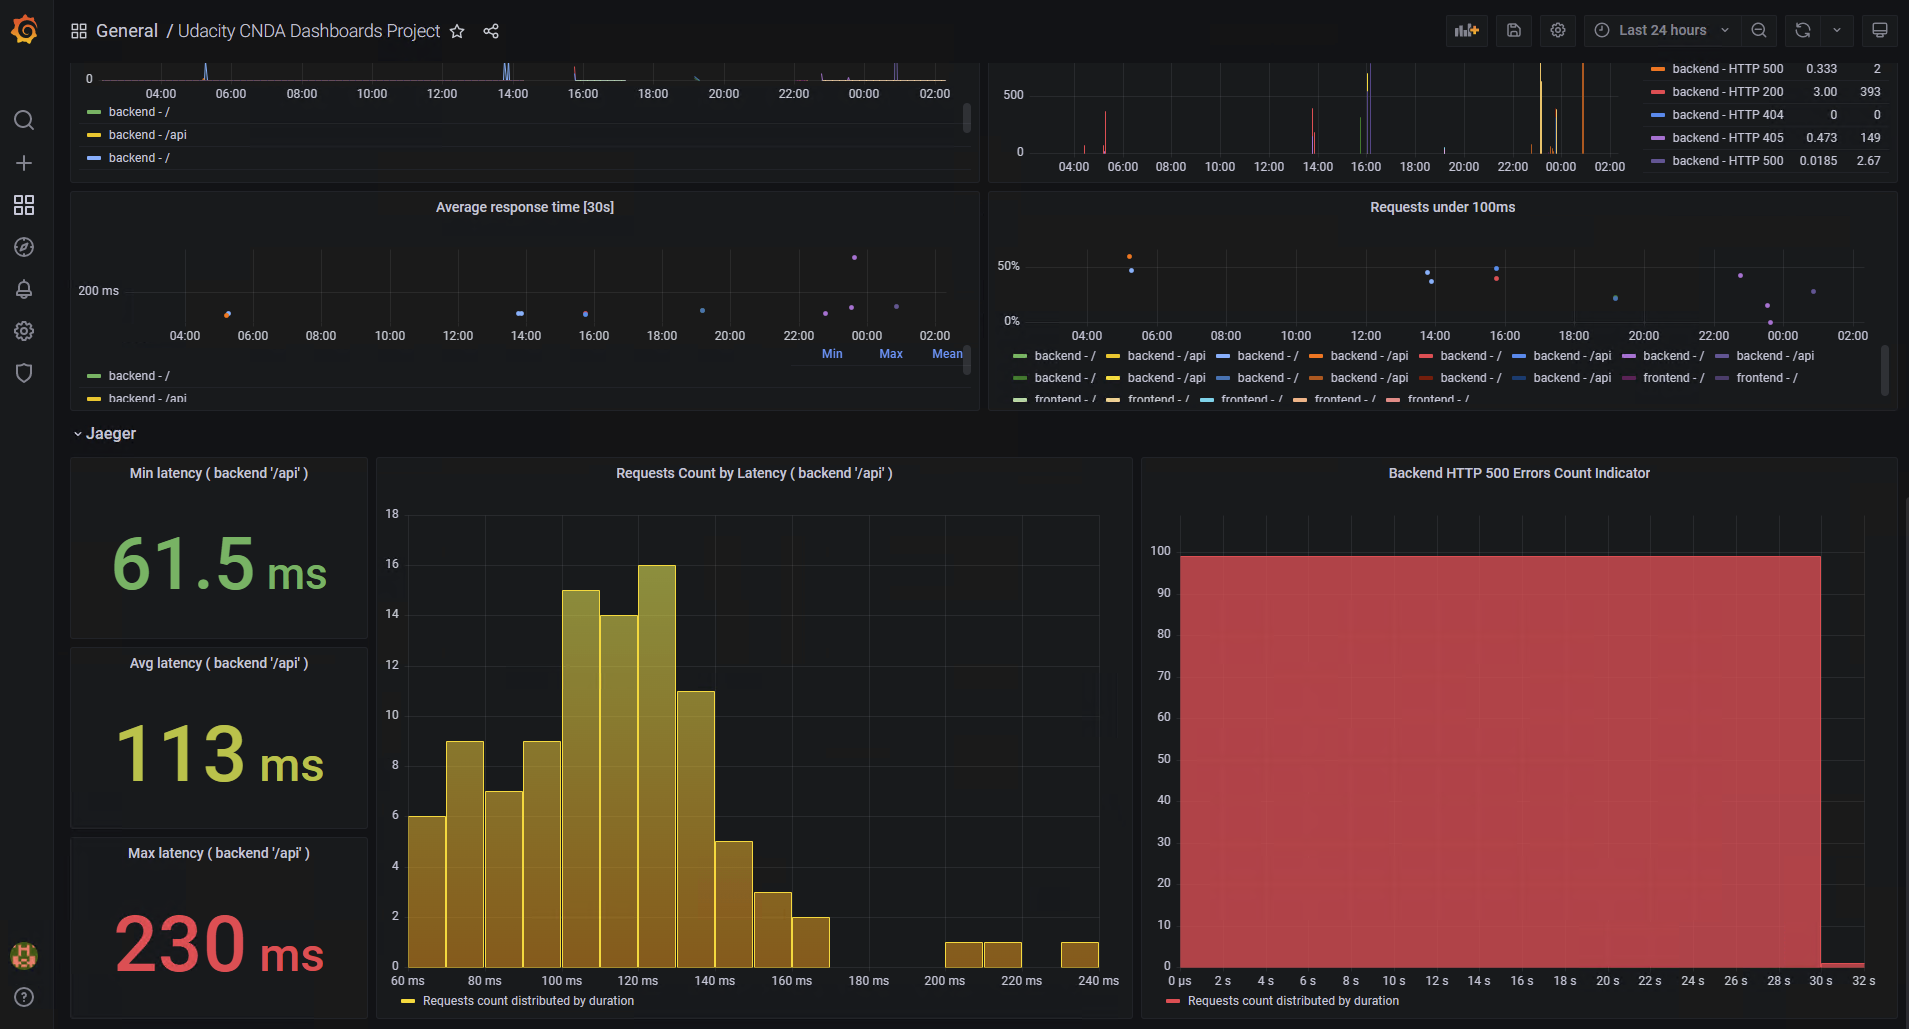 General / Udacity CNDA Dashboards Project
Last 24 hours
0
04:00 06:00 08:00 10:00 12:00 14:00 16:00 18:00 20:00 22:00 00:00 02:00
backend - /
backend - /api
backend - /
500
0
04:00 06:00 08:00 10:00 12:00 14:00 16:00 18:00 20:00 22:00 00:00 02:00
backend - HTTP 500 0.333 2
backend - HTTP 200 3.00 393
backend - HTTP 404 0 0
backend - HTTP 405 0.473 149
backend - HTTP 500 0.0185 2.67
Average response time [30s]
200 ms
04:00 06:00 08:00 10:00 12:00 14:00 16:00 18:00 20:00 22:00 00:00 02:00
Min Max Mean
backend - /
backend - /api
Requests under 100ms
50%
0%
04:00 06:00 08:00 10:00 12:00 14:00 16:00 18:00 20:00 22:00 00:00 02:00
backend - / backend - /api backend - / backend - /api backend - / backend - /api backend - / backend - /api
backend - / backend - /api backend - / backend - /api backend - / backend - /api frontend - / frontend - /
frontend - / frontend - / frontend - / frontend - / frontend - /
Jaeger
Min latency ( backend '/api' )
61.5 ms
Avg latency ( backend '/api' )
113 ms
Max latency ( backend '/api' )
230 ms
Requests Count by Latency ( backend '/api' )
18
16
14
12
10
8
6
4
2
0
60 ms 80 ms 100 ms 120 ms 140 ms 160 ms 180 ms 200 ms 220 ms 240 ms
Requests count distributed by duration
Backend HTTP 500 Errors Count Indicator
100
90
80
70
60
50
40
30
20
10
0
0 µs 2 s 4 s 6 s 8 s 10 s 12 s 14 s 16 s 18 s 20 s 22 s 24 s 26 s 28 s 30 s 32 s
Requests count distributed by duration